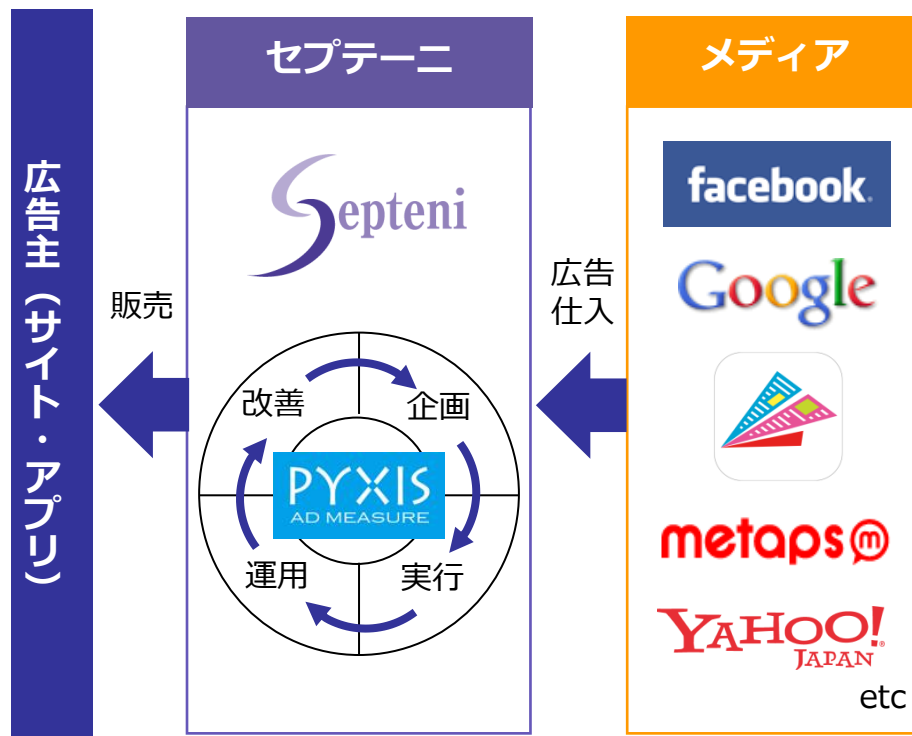 広告主（サイト・アプリ）
販売
セプテーニ
Septeni
改善
企画
PYXIS
AD MEASURE
運用
実行
広告
仕入
メディア
facebook.
Google
metaps m
YAHOO!
JAPAN
etc